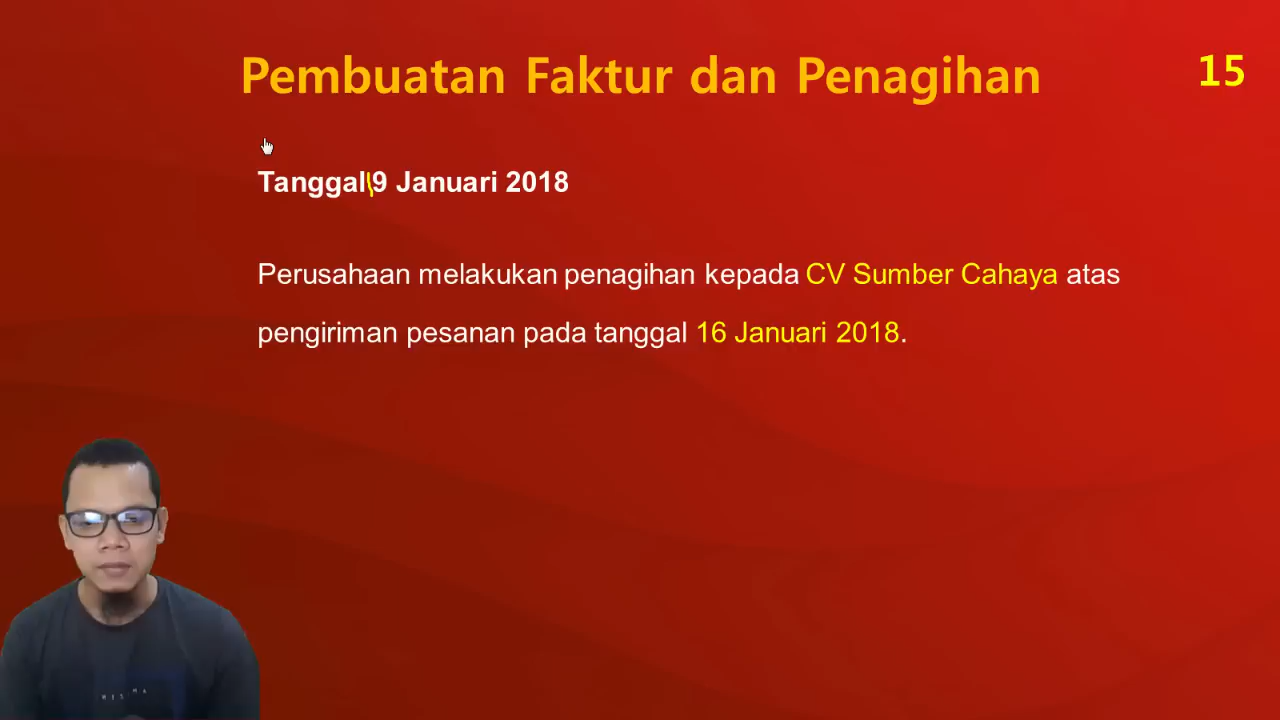 Pembuatan Faktur dan Penagihan
15
Tanggal 9 Januari 2018
Perusahaan melakukan penagihan kepada CV Sumber Cahaya atas
pengiriman pesanan pada tanggal 16 Januari 2018.